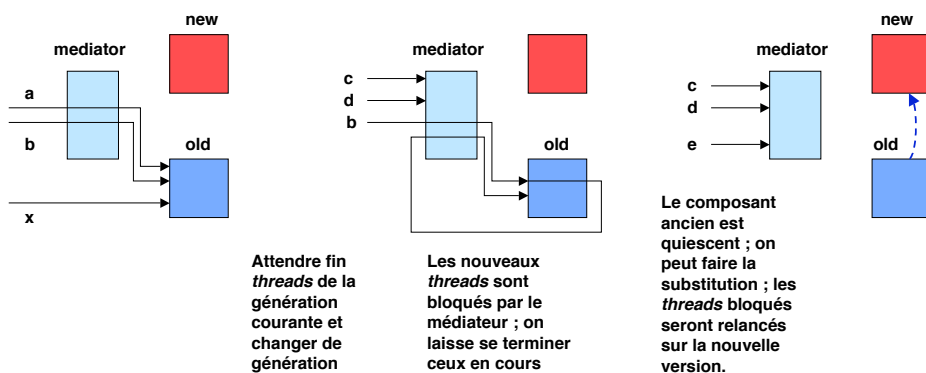 new
mediator
a
b
old
x
Attendre fin
threads de la
génération
courante et
changer de
génération
mediator
c
d
b
old
Les nouveaux
threads sont
bloqués par le
médiateur ; on
laisse se terminer
ceux en cours
new
mediator
c
d
e
old
Le composant
ancien est
quiescent ; on
peut faire la
substitution ; les
threads bloqués
seront relancés
sur la nouvelle
version.